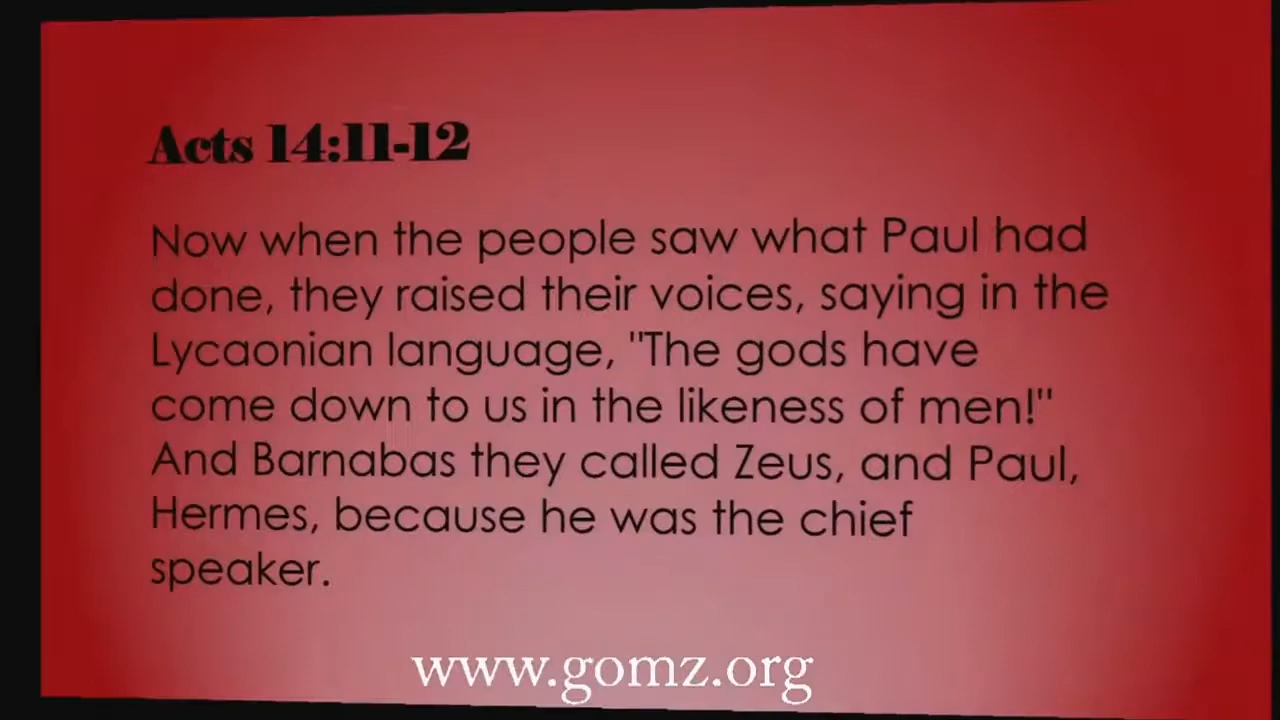 Acts 14:11-12
Now when the people saw what Paul had
done, they raised their voices, saying in the
Lycaonian language, "The gods have
come down to us in the likeness of men!"
And Barnabas they called Zeus, and Paul,
Hermes, because he was the chief
speaker.
www.gomz.org